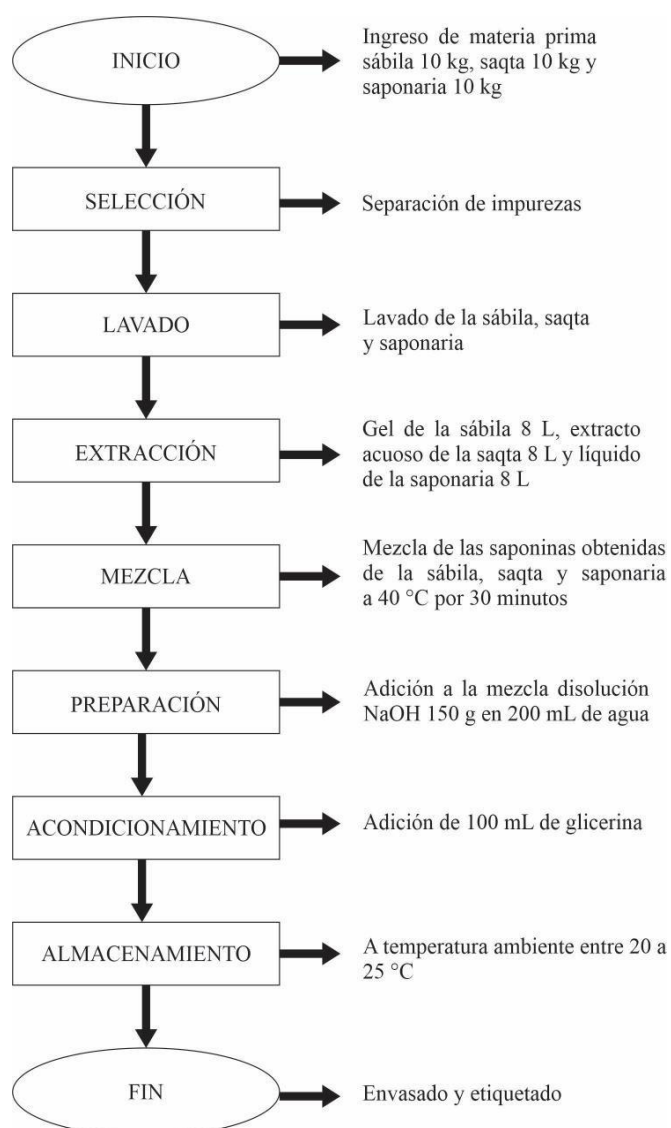 INICIO
Ingreso de materia prima
sábila 10 kg, saqta 10 kg y
saponaria 10 kg
SELECCIÓN
Separación de impurezas
LAVADO
Lavado de la sábila, saqta
y saponaria
EXTRACCIÓN
Gel de la sábila 8 L, extracto
acuoso de la saqta 8 L y líquido
de la saponaria 8 L
MEZCLA
Mezcla de las saponinas obtenidas
de la sábila, saqta y saponaria
a 40 °C por 30 minutos
PREPARACIÓN
Adición a la mezcla disolución
NaOH 150 g en 200 mL de agua
ACONDICIONAMIENTO
Adición de 100 mL de glicerina
ALMACENAMIENTO
A temperatura ambiente entre 20 a
25 °C
FIN
Envasado y etiquetado